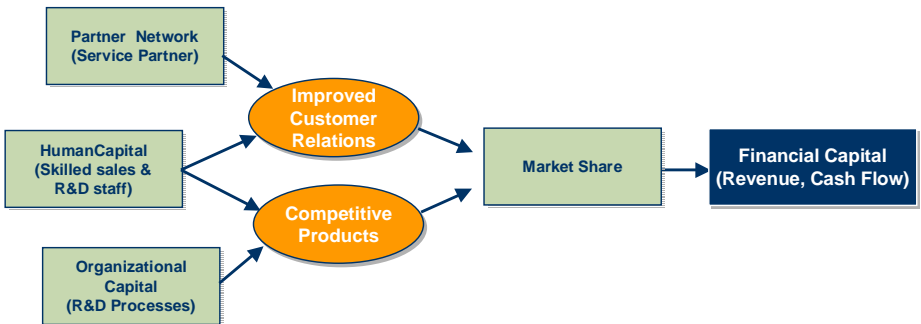 Partner Network
(Service Partner)
Improved
Customer
Relations
HumanCapital
(Skilled sales &
R&D staff)
Market Share
Financial Capital
(Revenue, Cash Flow)
Competitive
Products
Organizational
Capital
(R&D Processes)